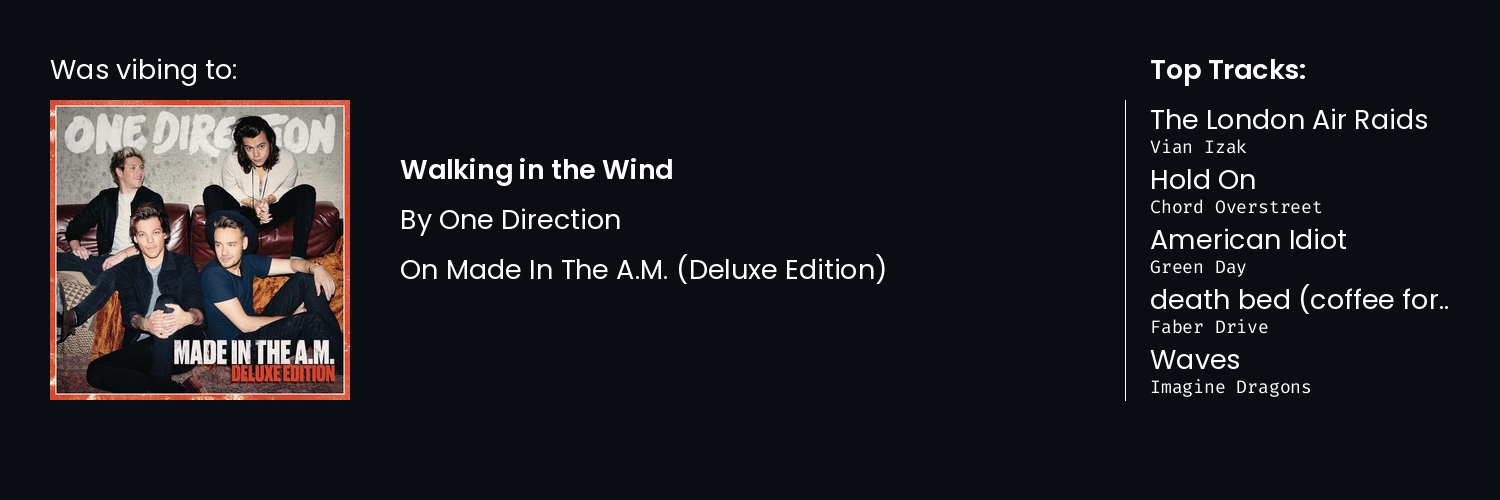 Was vibing to:
ONE DIRECTION
MADE IN THE A.M.
DELUXE EDITION
Walking in the Wind
By One Direction
On Made In The A.M. (Deluxe Edition)
Top Tracks:
The London Air Raids
Vian Izak
Hold On
Chord Overstreet
American Idiot
Green Day
death bed (coffee for..
Faber Drive
Waves
Imagine Dragons